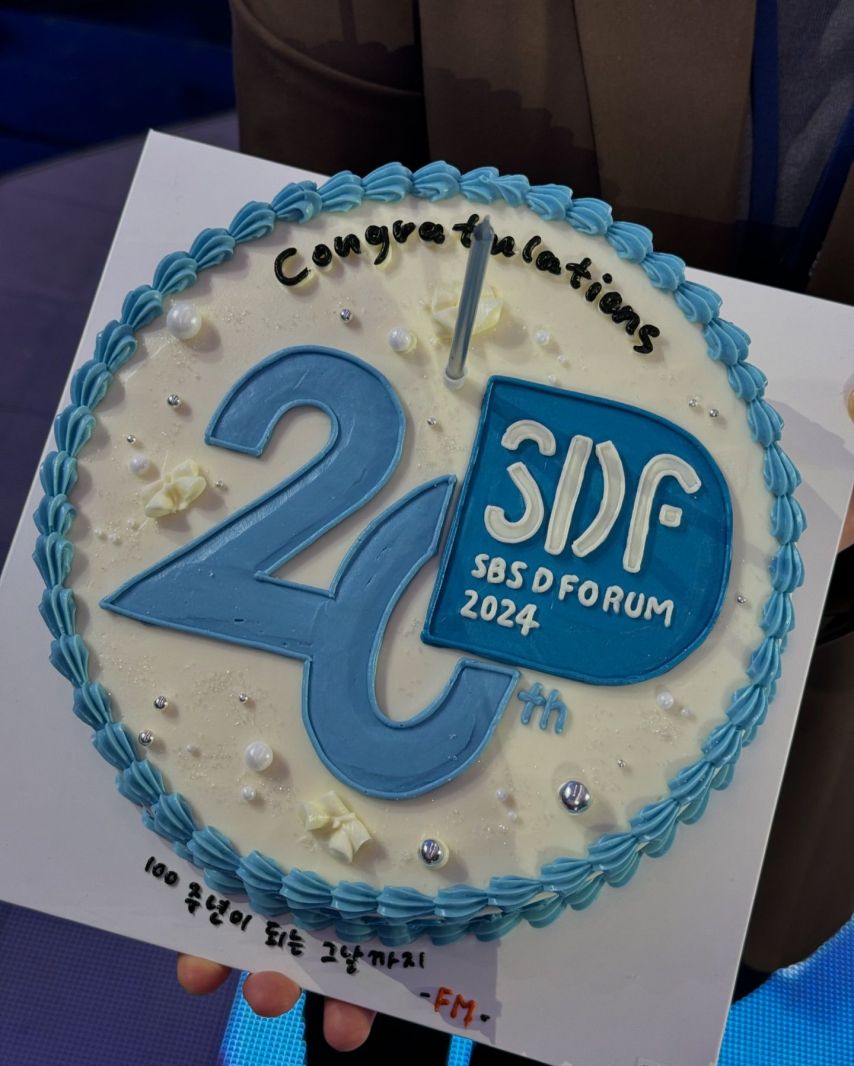 Congratulations
20th
SDF
SBS D FORUM
2024
100 주년이 되는 그날까지
-FM.